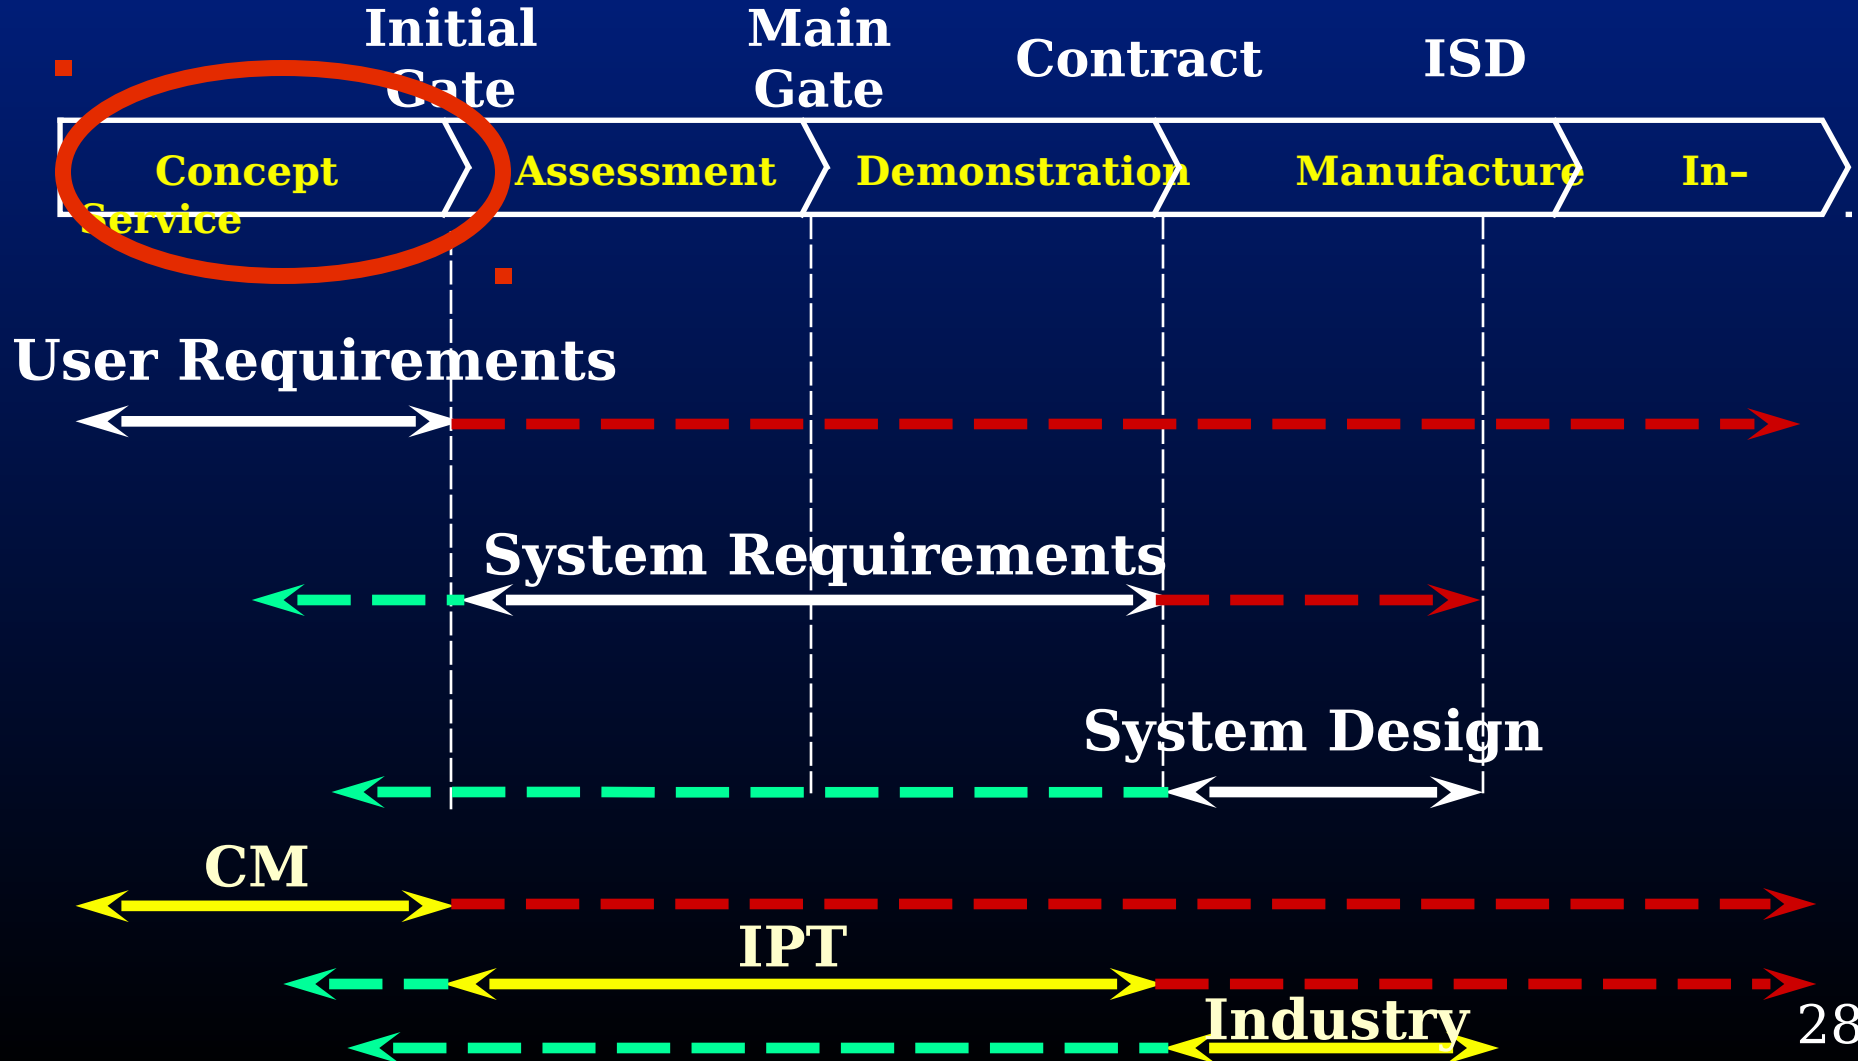 Initial
Gate
Main
Gate
Contract
ISD
Concept Assessment Demonstration Manufacture In–
Service
User Requirements
System Requirements
System Design
CM
IPT
Industry
28